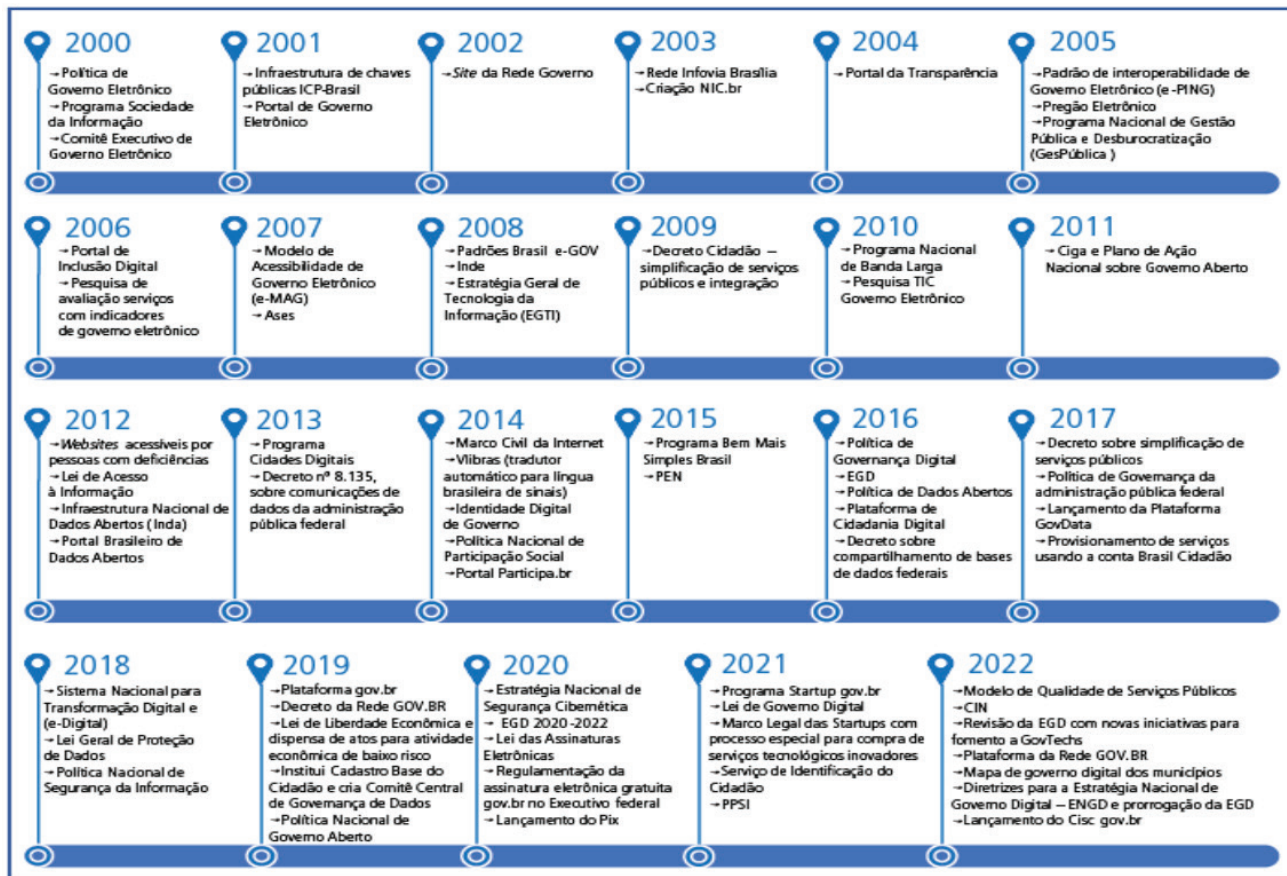 2000
→Política de
Governo Eletrônico
→Programa Sociedade
da Informação
→Comitê Executivo de
Governo Eletrônico
2001
→Infraestrutura de chaves
públicas ICP-Brasil
→Portal de Governo
Eletrônico
2002
→Site da Rede Governo
2003
→Rede Infovia Brasília
→Criação NIC.br
2004
→Portal da Transparência
2005
→Padrão de interoperabilidade de
Governo Eletrônico (e-PING)
→Pregão Eletrônico
→Programa Nacional de Gestão
Pública e Desburocratização
(GesPública )
2006
→Portal de
Inclusão Digital
→Pesquisa de
avaliação serviços
com indicadores
de governo eletrônico
2007
→Modelo de
Acessibilidade de
Governo Eletrônico
(e-MAG)
→Ases
2008
→Padrões Brasil e-GOV
→Inde
→Estratégia Geral de
Tecnologia da
Informação (EGTI)
2009
→Decreto Cidadão —
simplificação de serviços
públicos e integração
2010
→Programa Nacional
de Banda Larga
→Pesquisa TIC
Governo Eletrônico
2011
→Ciga e Plano de Ação
Nacional sobre Governo Aberto
2012
→Websites acessíveis por
pessoas com deficiências
→Lei de Acesso
à Informação
→Infraestrutura Nacional de
Dados Abertos (Inda)
→Portal Brasileiro de
Dados Abertos
2013
→Programa
Cidades Digitais
→Decreto nº 8.135,
sobre comunicações de
dados da administração
pública federal
2014
→Marco Civil da Internet
→Vlibras (tradutor
automático para língua
brasileira de sinais)
→Identidade Digital
de Governo
→Política Nacional de
Participação Social
→Portal Participa.br
2015
→Programa Bem Mais
Simples Brasil
→PEN
2016
→Política de
Governança Digital
→EGD
→Política de Dados Abertos
→Plataforma de
Cidadania Digital
→Decreto sobre
compartilhamento de bases
de dados federais
2017
→Decreto sobre simplificação de
serviços públicos
→Política de Governança da
administração pública federal
→Lançamento da Plataforma
GovData
→Provisionamento de serviços
usando a conta Brasil Cidadão
2018
→Sistema Nacional para
Transformação Digital e
(e-Digital)
→Lei Geral de Proteção
de Dados
→Política Nacional de
Segurança da Informação
2019
→Plataforma gov.br
→Decreto da Rede GOV.BR
→Lei de Liberdade Econômica e
dispensa de atos para atividade
econômica de baixo risco
→Institui Cadastro Base do
Cidadão e cria Comitê Central
de Governança de Dados
→Política Nacional de
Governo Aberto
2020
→Estratégia Nacional de
Segurança Cibernética
→ EGD 2020-2022
→Lei das Assinaturas
Eletrônicas
→Regulamentação da
assinatura eletrônica gratuita
gov.br no Executivo federal
→Lançamento do Pix
2021
→Programa Startup gov.br
→Lei de Governo Digital
→Marco Legal das Startups com
processo especial para compra de
serviços tecnológicos inovadores
→Serviço de Identificação do
Cidadão
→PPSI
2022
→Modelo de Qualidade de Serviços Públicos
→CIN
→Revisão da EGD com novas iniciativas para
fomento a GovTechs
→Plataforma da Rede GOV.BR
→Mapa de governo digital dos municípios
→Diretrizes para a Estratégia Nacional de
Governo Digital — ENGD e prorrogação da EGD
→Lançamento do Cisc gov.br